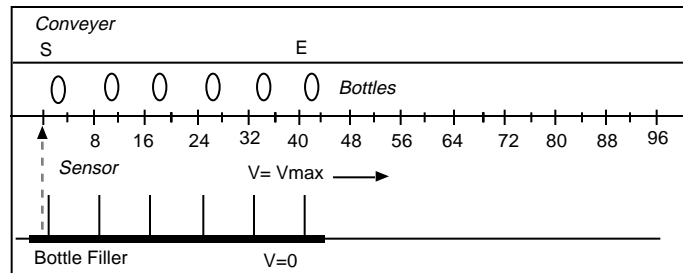 Conveyer
S E
Bottles
8 16 24 32 40 48 56 64 72 80 88 96
Sensor
V= Vmax
Bottle Filler V=0